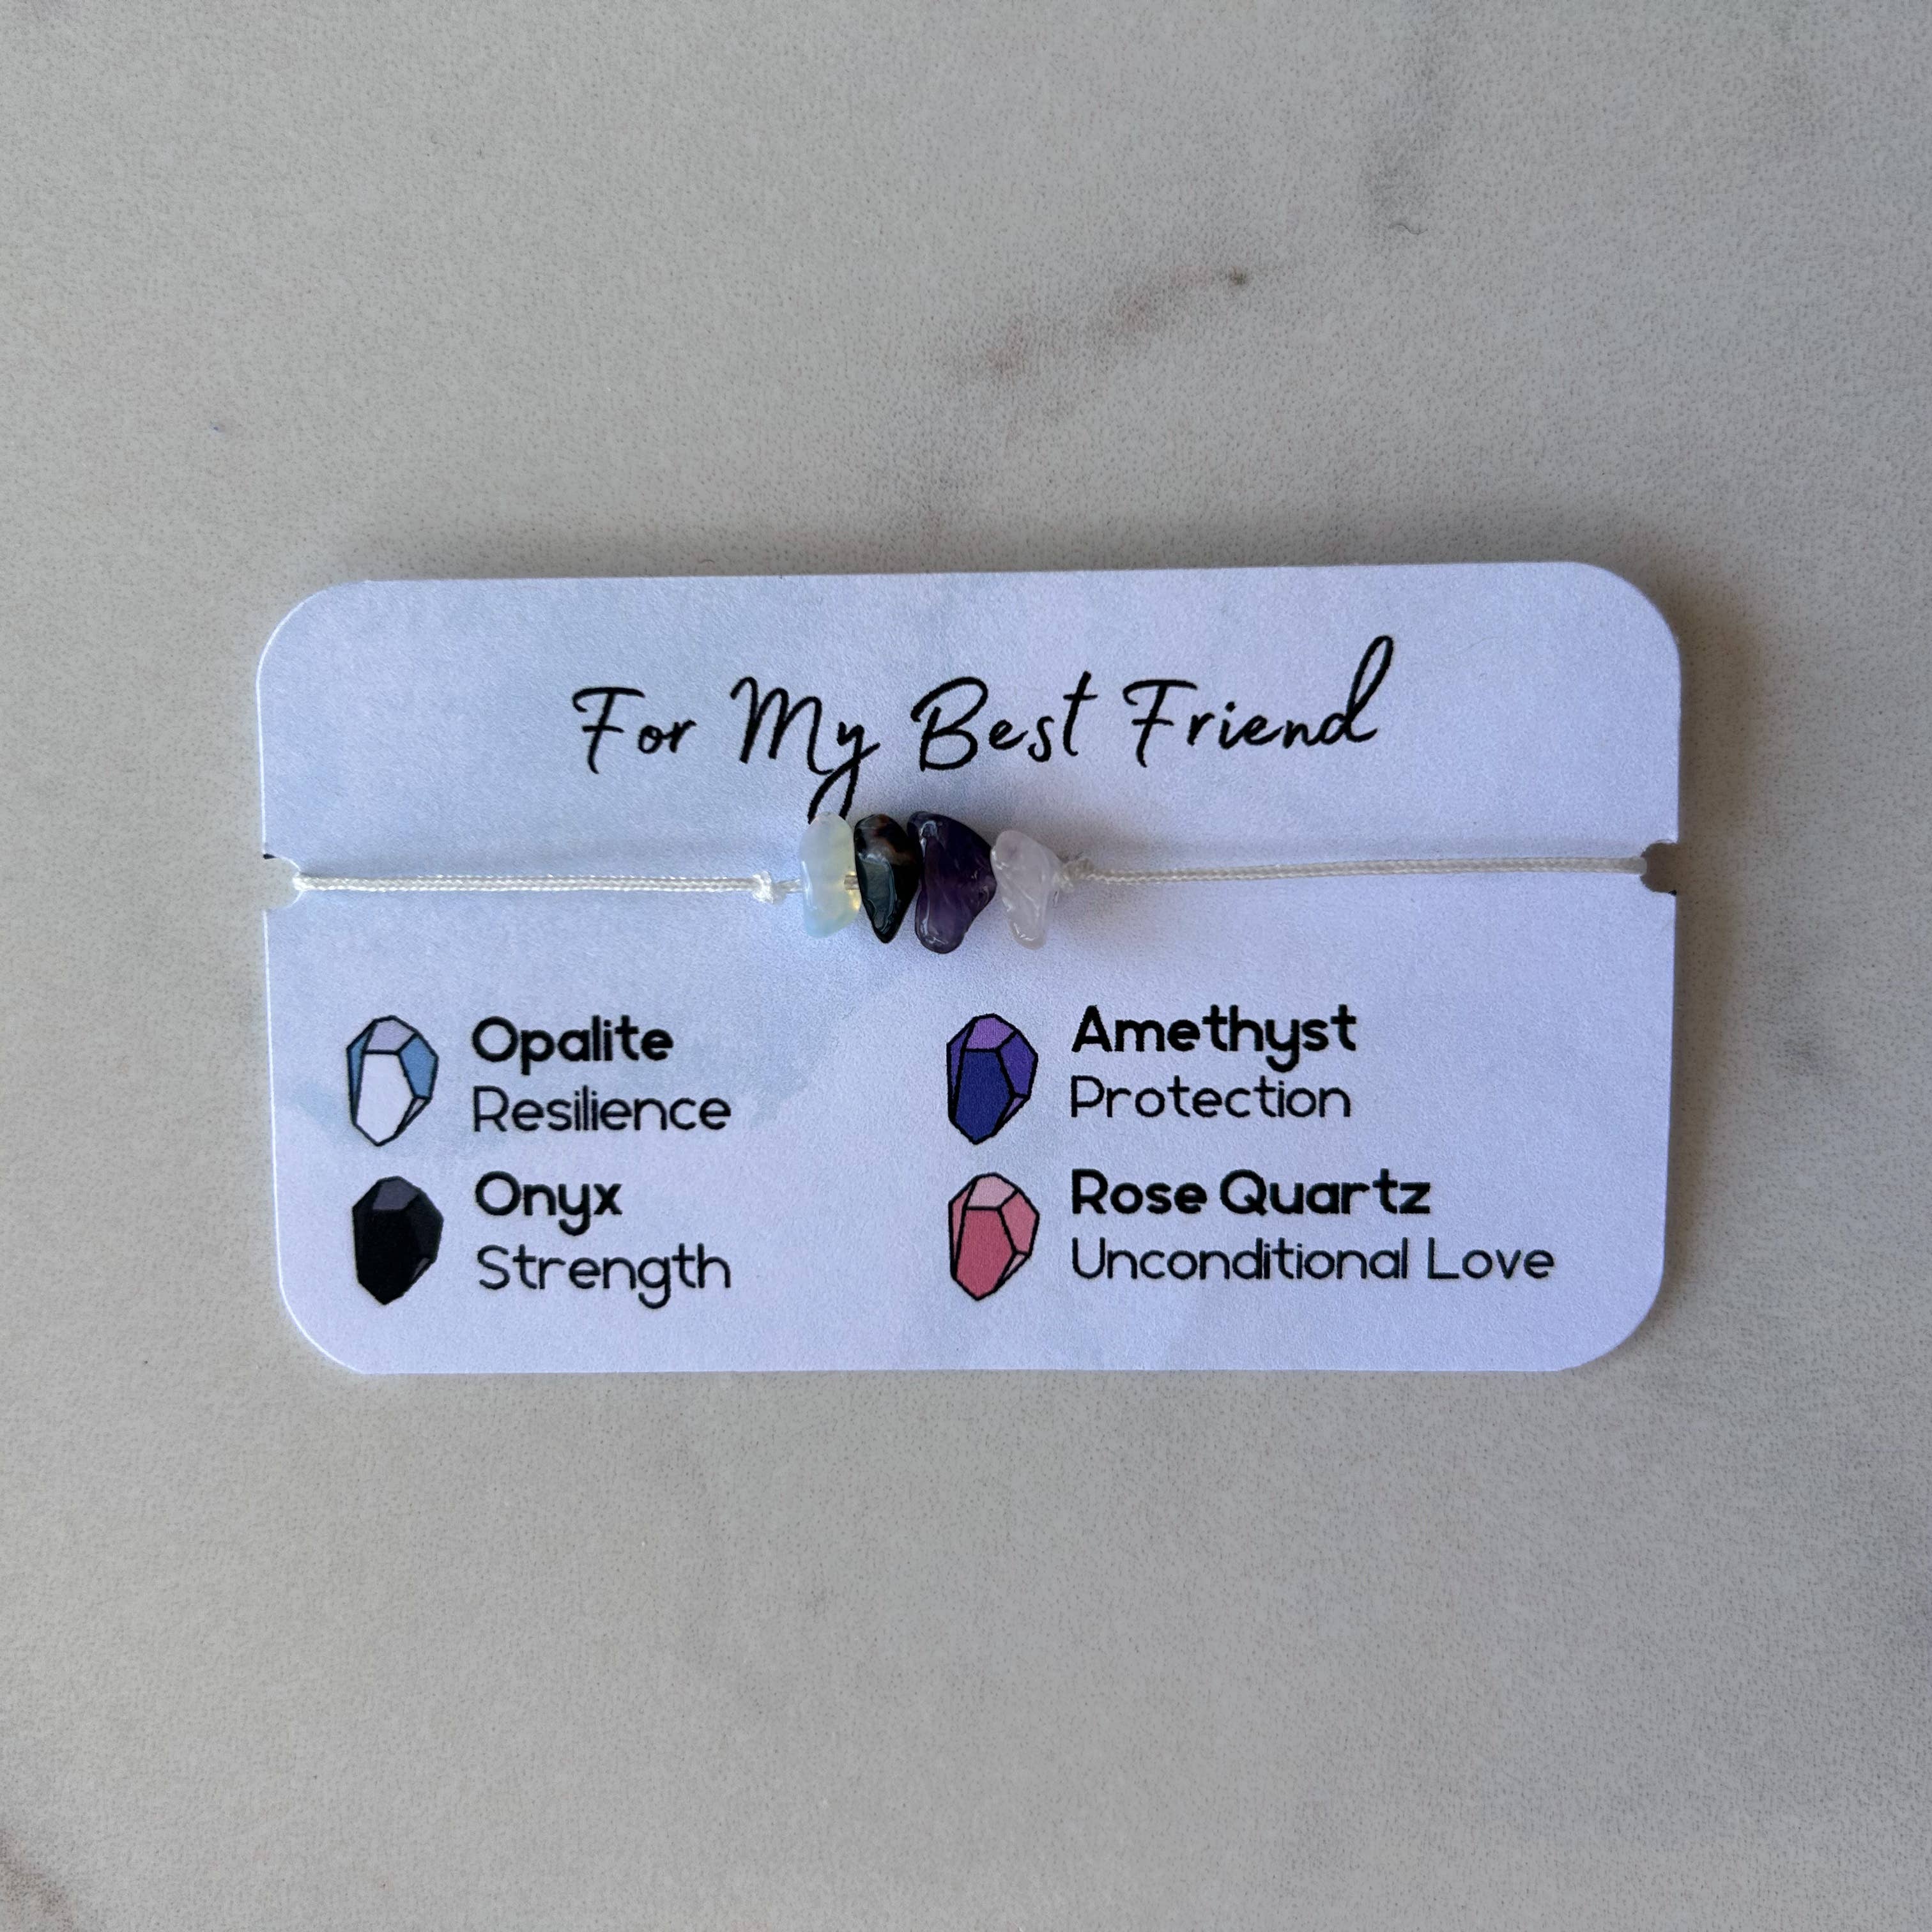 For My Best Friend
Opalite
Resilience
Onyx
Strength
Amethyst
Protection
Rose Quartz
Unconditional Love